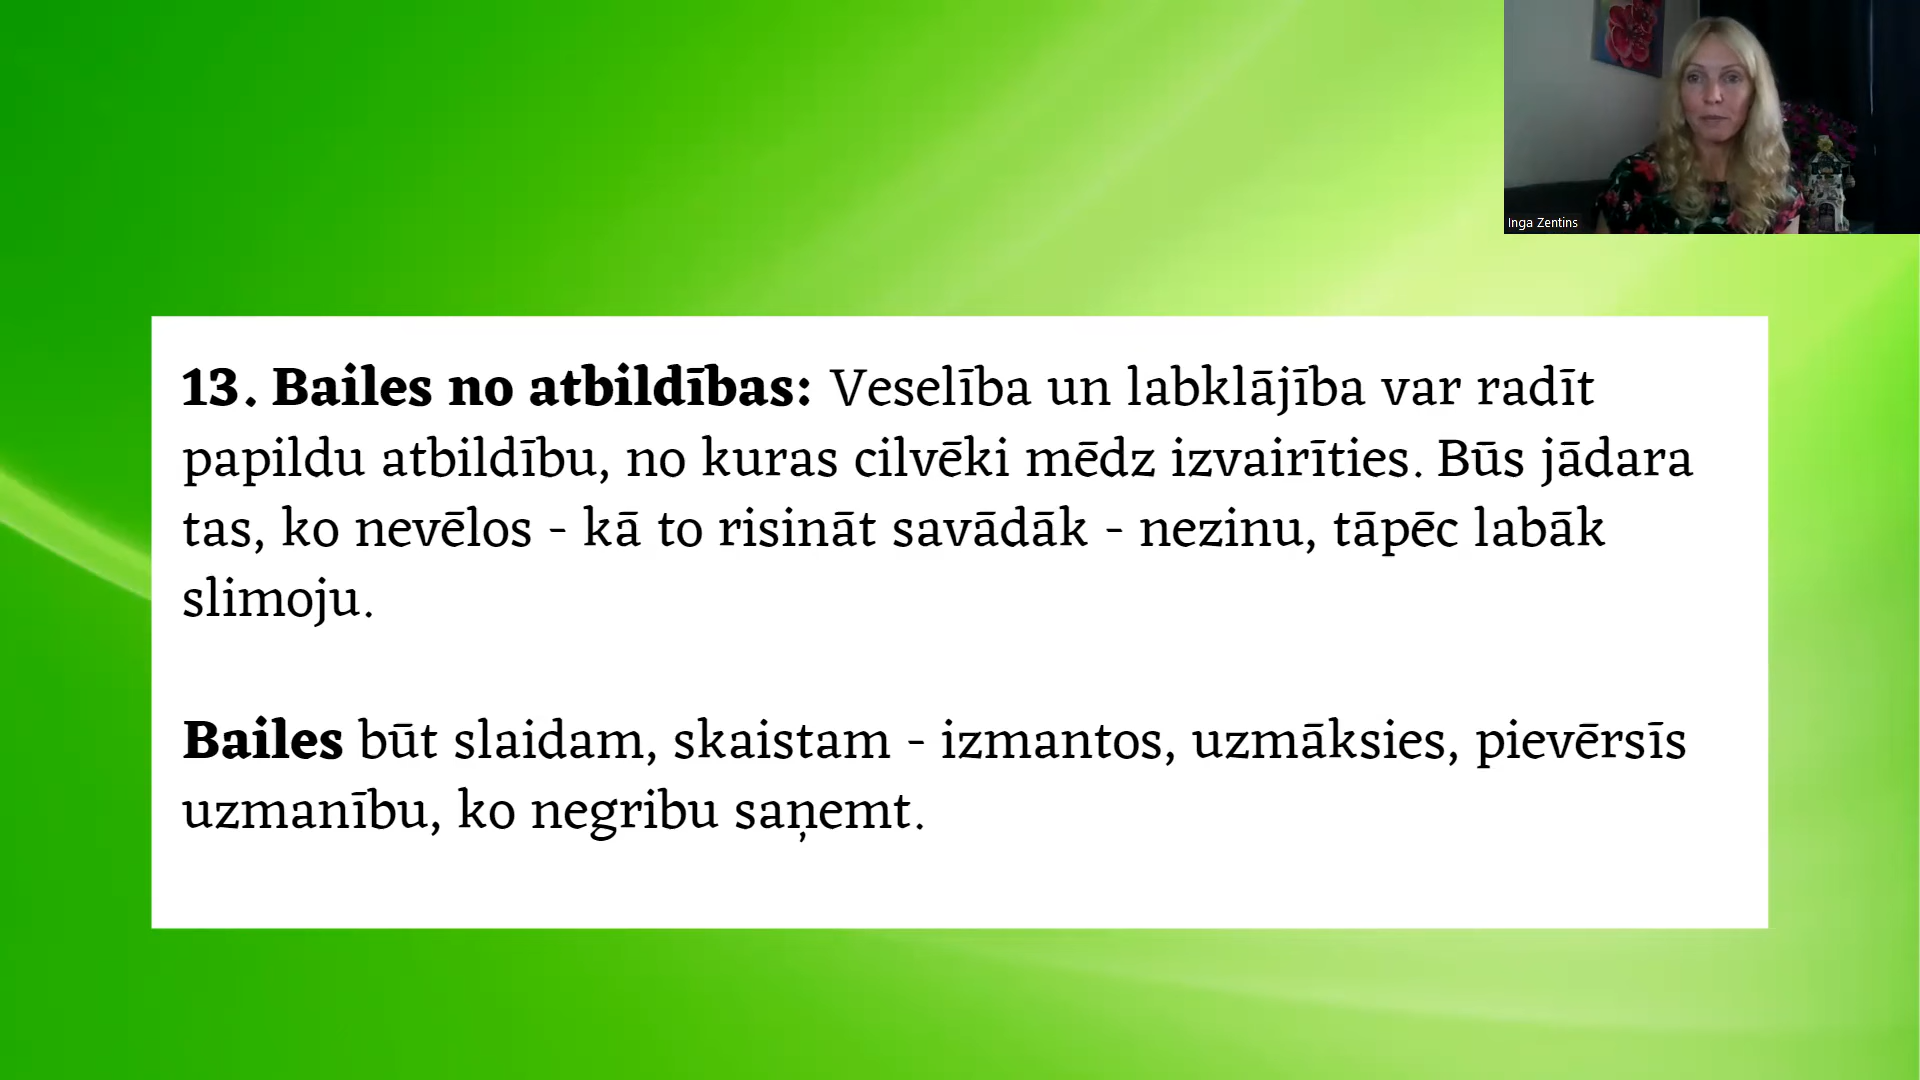 Inga Zentins
13. Bailes no atbildības: Veselība un labklājība var radīt
papildu atbildību, no kuras cilvēki mēdz izvairīties. Būs jādara
tas, ko nevēlos - kā to risināt savādāk - nezinu, tāpēc labāk
slimoju.
Bailes būt slaidam, skaistam - izmantos, uzmāksies, pievērsīs
uzmanību, ko negribu saņemt.